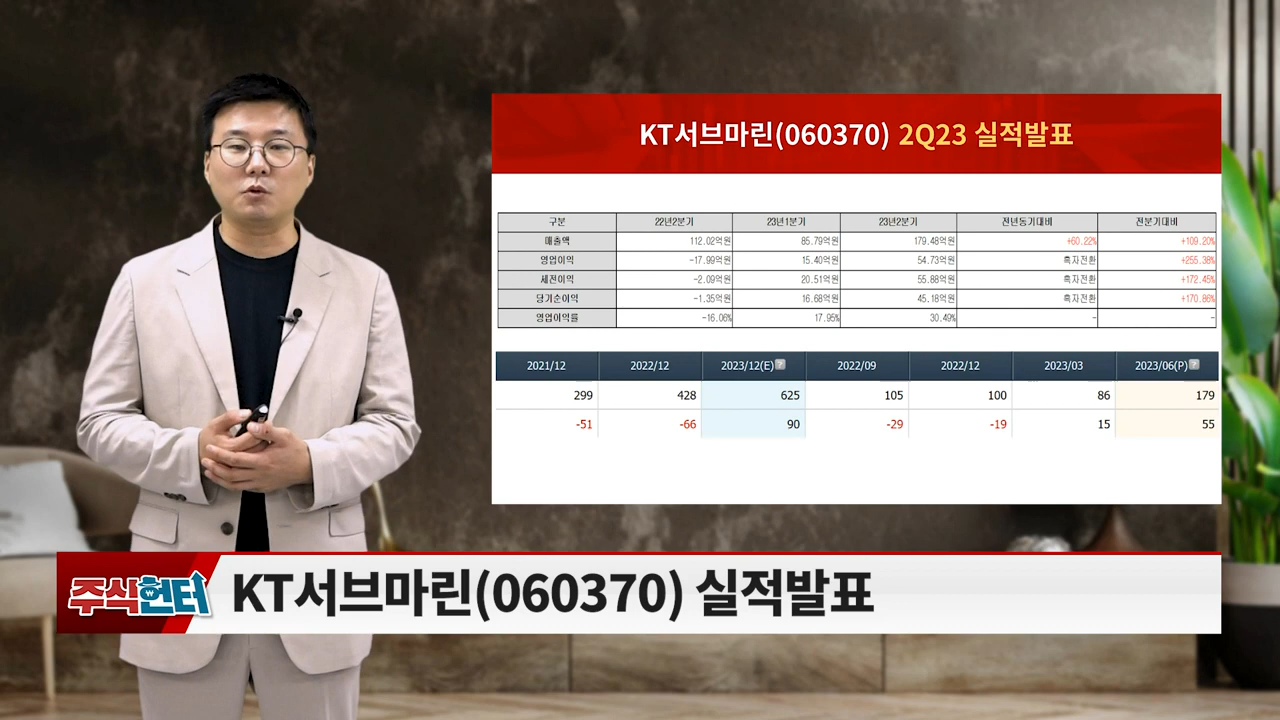 KT서브마린(060370) 2Q23 실적발표
구분 22년2분기 23년1분기 23년2분기 전년동기대비 전분기대비
매출액 112.02억원 85.79억원 179.48억원 +60.22% +109.20%
영업이익 -17.99억원 15.40억원 54.73억원 흑자전환 +255.38%
세전이익 -2.09억원 20.51억원 55.88억원 흑자전환 +172.45%
당기순이익 -1.35억원 16.68억원 45.18억원 흑자전환 +170.86%
영업이익률 -16.06% 17.95% 30.49% - -
2021/12 2022/12 2023/12(E)? 2022/09 2022/12 2023/03 2023/06(P)?
299 428 625 105 100 86 179
-51 -66 90 -29 -19 15 55
주식헌터 KT서브마린(060370) 실적발표